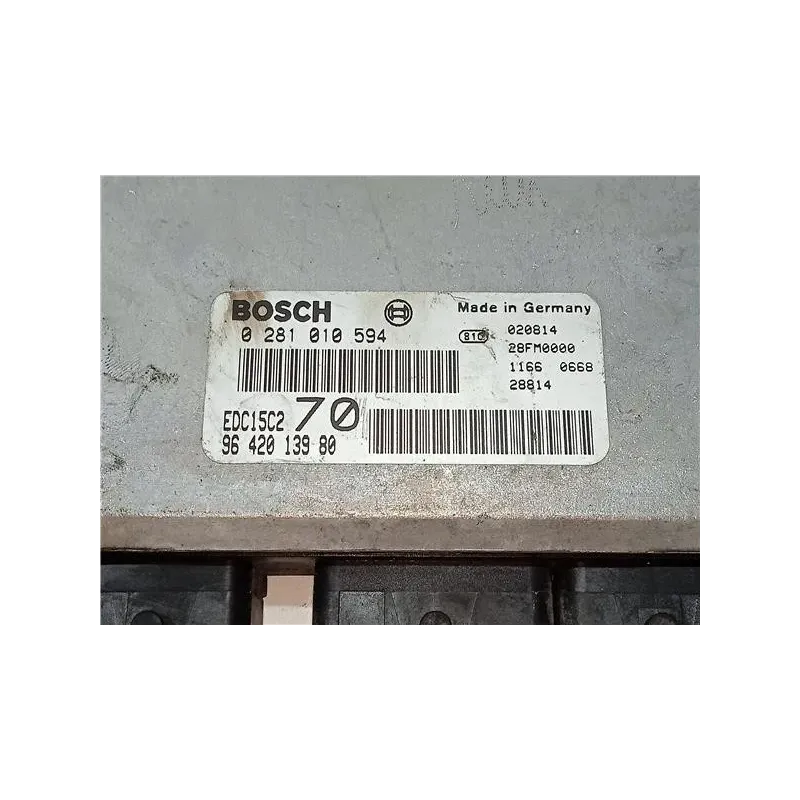 BOSCH
Made in Germany
0 281 010 594
810
020814
28FM0000
1166 0668
28814
EDC15C2 70
96 420 139 80